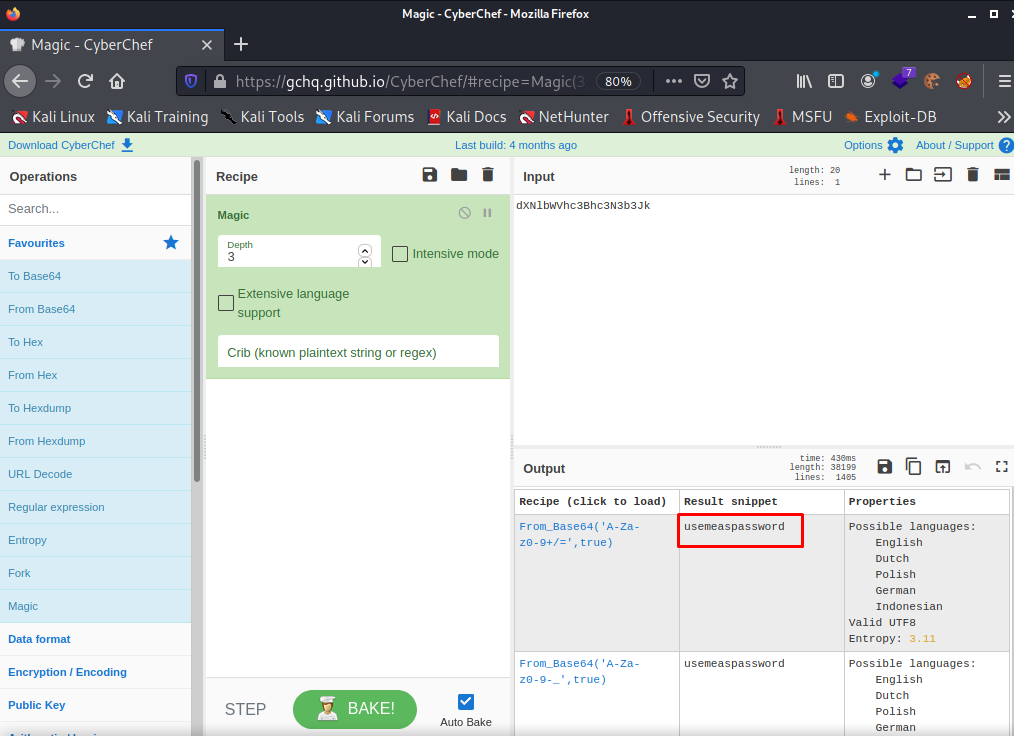 Magic - CyberChef - Mozilla Firefox
Magic - CyberChef
https://gchq.github.io/CyberChef/#recipe=Magic(3
80%
7
Kali Linux Kali Training Kali Tools Kali Forums Kali Docs NetHunter Offensive Security MSFU Exploit-DB
Download CyberChef Last build: 4 months ago Options About / Support
Operations
Search...
Favourites
To Base64
From Base64
To Hex
From Hex
To Hexdump
From Hexdump
URL Decode
Regular expression
Entropy
Fork
Magic
Data format
Encryption / Encoding
Public Key
Recipe
Magic
Depth
3
Intensive mode
Extensive language
support
Crib (known plaintext string or regex)
STEP
BAKE!
Auto Bake
Input
length: 20
lines: 1
dXNlbWVhc3Bhc3N3b3Jk
Output
time: 430ms
length: 38199
lines: 1405
Recipe (click to load) Result snippet Properties
From_Base64('A-Za- usemeaspassword Possible languages:
z0-9+/=',true) English
Dutch
Polish
German
Indonesian
Valid UTF8
Entropy: 3.11
From_Base64('A-Za- usemeaspassword Possible languages:
z0-9-_',true) English
Dutch
Polish
German